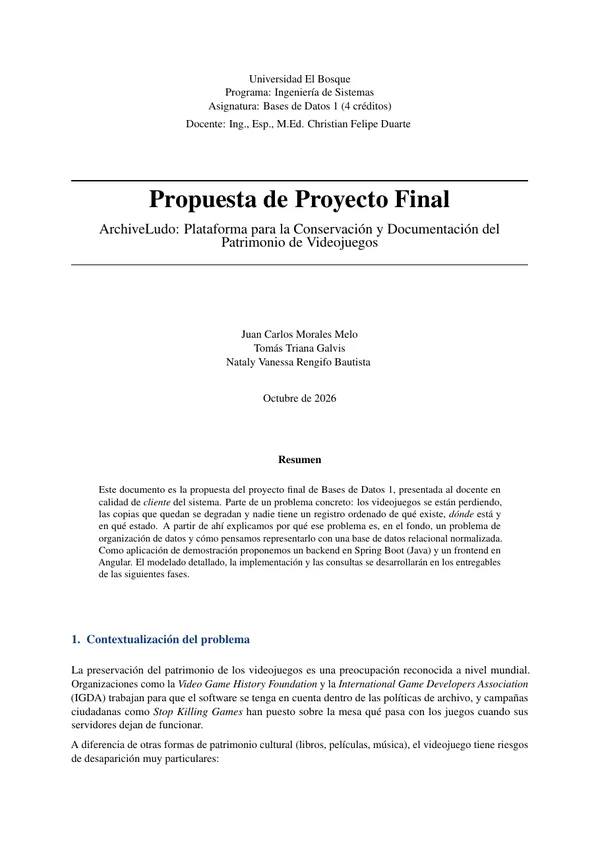 Universidad El Bosque
Programa: Ingeniería de Sistemas
Asignatura: Bases de Datos 1 (4 créditos)
Docente: Ing., Esp., M.Ed. Christian Felipe Duarte
Propuesta de Proyecto Final
ArchiveLudo: Plataforma para la Conservación y Documentación del
Patrimonio de Videojuegos
Juan Carlos Morales Melo
Tomás Triana Galvis
Nataly Vanessa Rengifo Bautista
Octubre de 2026
Resumen
Este documento es la propuesta del proyecto final de Bases de Datos 1, presentada al docente en
calidad de cliente del sistema. Parte de un problema concreto: los videojuegos se están perdiendo,
las copias que quedan se degradan y nadie tiene un registro ordenado de qué existe, dónde está y
en qué estado. A partir de ahí explicamos por qué ese problema es, en el fondo, un problema de
organización de datos y cómo pensamos representarlo con una base de datos relacional normalizada.
Como aplicación de demostración proponemos un backend en Spring Boot (Java) y un frontend en
Angular. El modelado detallado, la implementación y las consultas se desarrollarán en los entregables
de las siguientes fases.
1. Contextualización del problema
La preservación del patrimonio de los videojuegos es una preocupación reconocida a nivel mundial.
Organizaciones como la Video Game History Foundation y la International Game Developers Association
(IGDA) trabajan para que el software se tenga en cuenta dentro de las políticas de archivo, y campañas
ciudadanas como Stop Killing Games han puesto sobre la mesa qué pasa con los juegos cuando sus
servidores dejan de funcionar.
A diferencia de otras formas de patrimonio cultural (libros, películas, música), el videojuego tiene riesgos
de desaparición muy particulares: